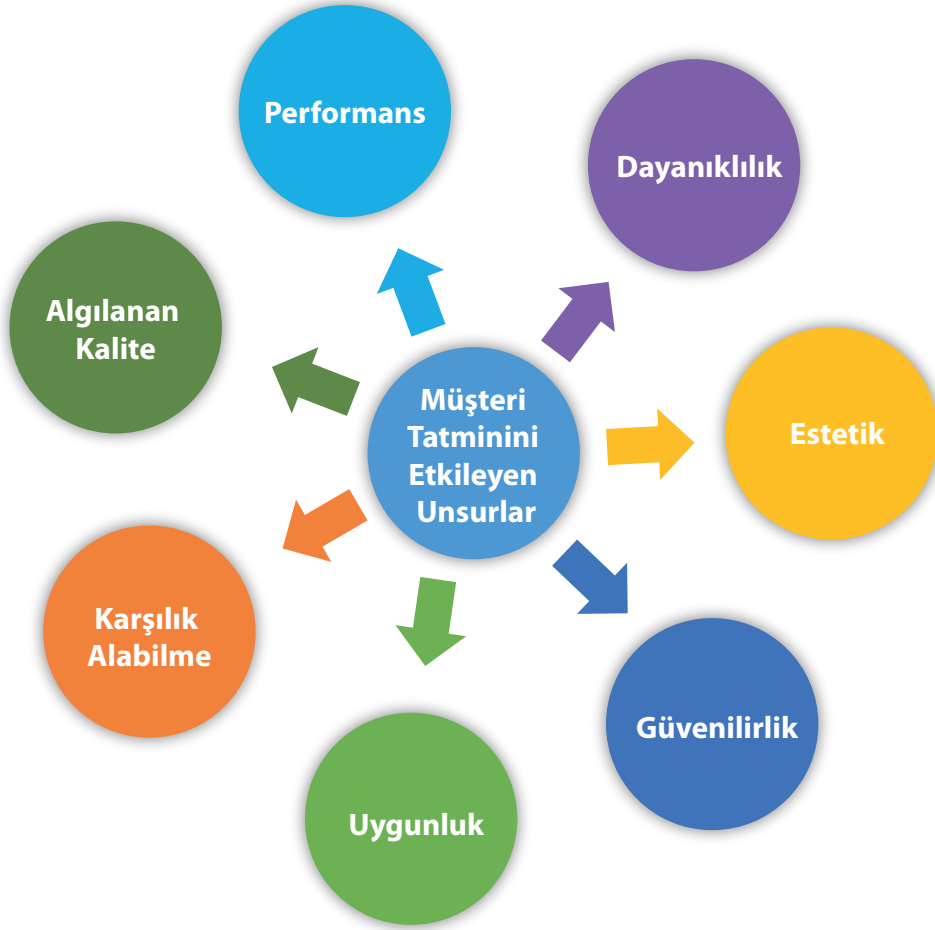 Performans
Dayanıklılık
Algılanan
Kalite
Müşteri
Tatminini
Etkileyen
Unsurlar
Estetik
Karşılık
Alabilme
Güvenilirlik
Uygunluk